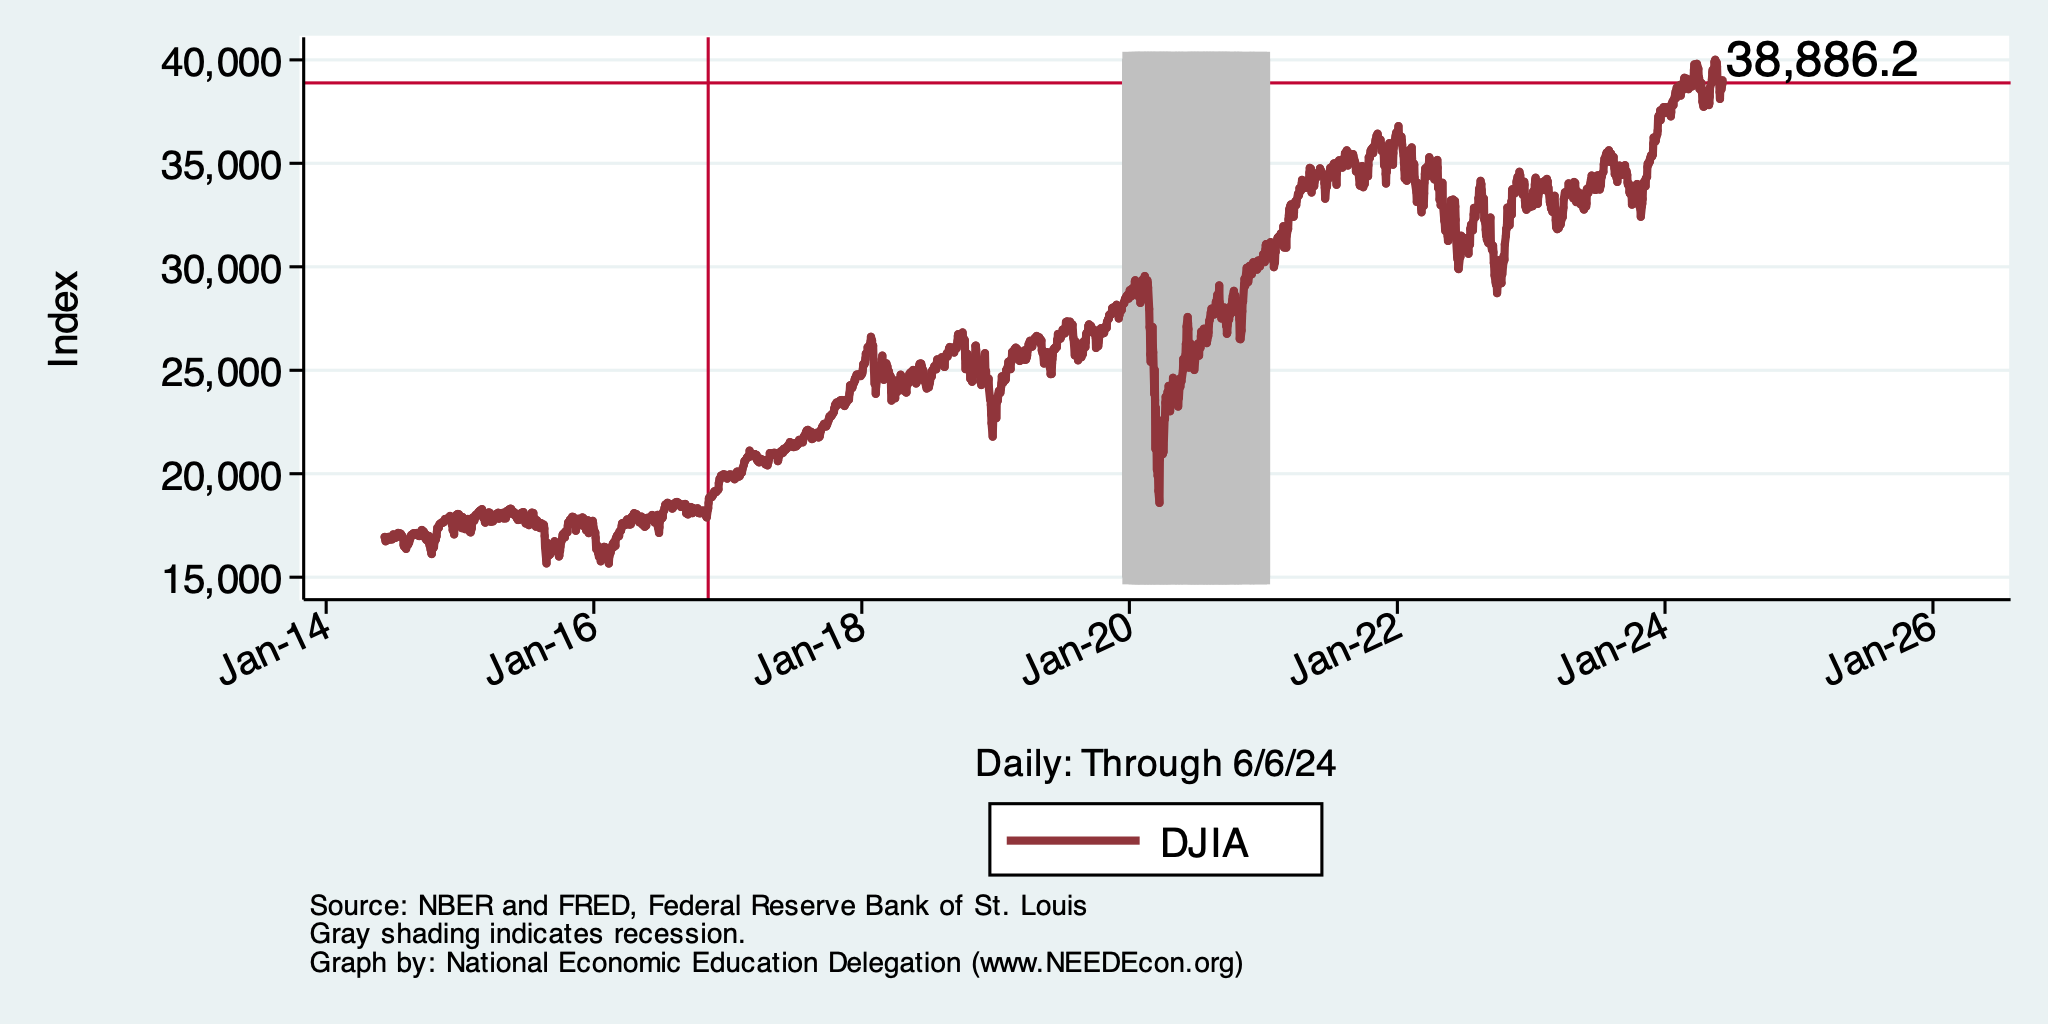 40,000
35,000
30,000
25,000
20,000
15,000
Index
38,886.2
Jan-14
Jan-16
Jan-18
Jan-20
Jan-22
Jan-24
Jan-26
Daily: Through 6/6/24
DJIA
Source: NBER and FRED, Federal Reserve Bank of St. Louis
Gray shading indicates recession.
Graph by: National Economic Education Delegation (www.NEEDEcon.org)